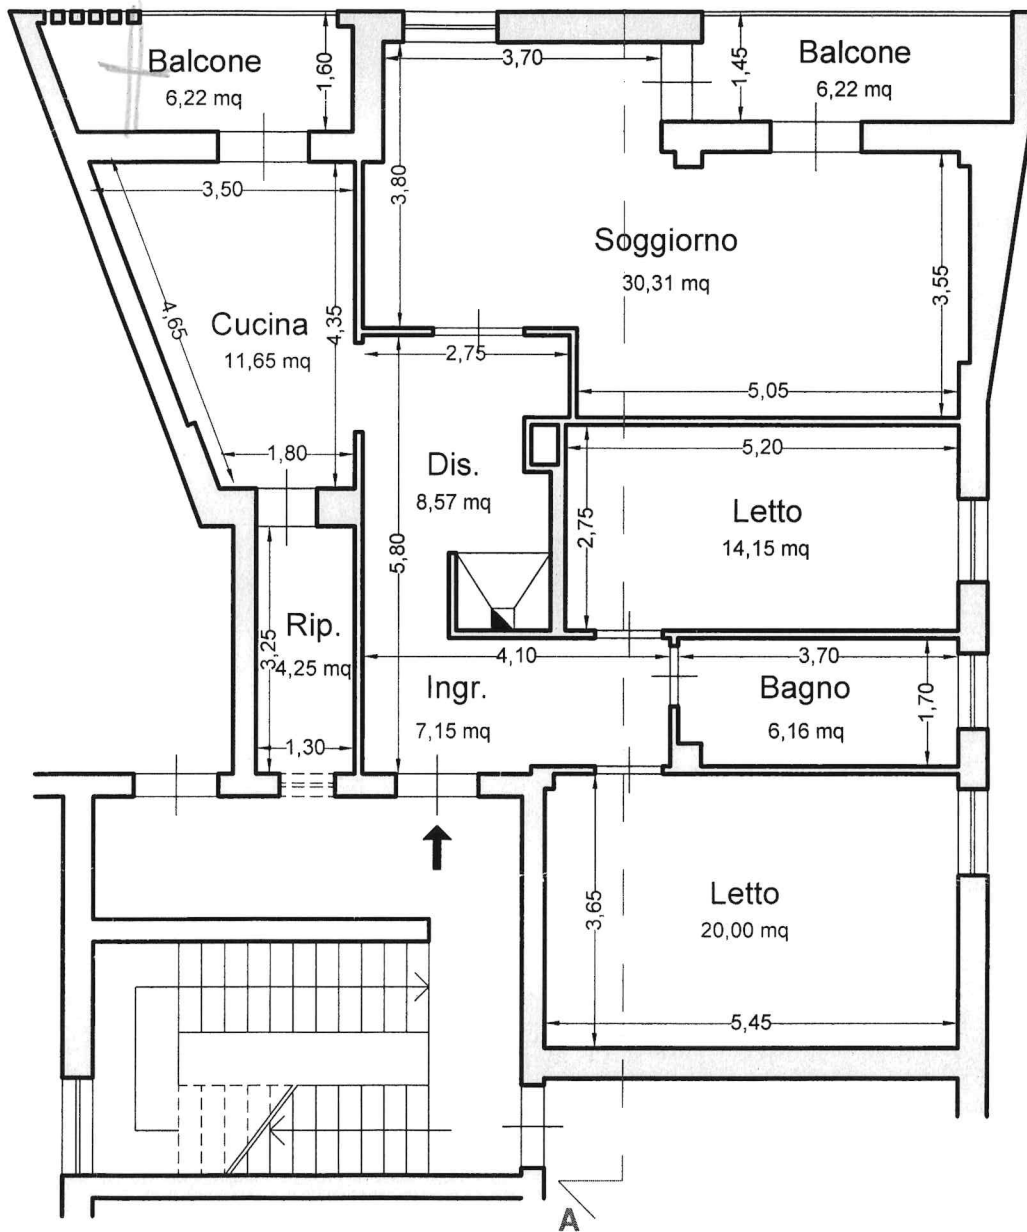 Balcone
6,22 mq
1,60
3,70
1,45
Balcone
6,22 mq
3,50
3,80
Soggiorno
30,31 mq
3,55
4,65
Cucina
11,65 mq
4,35
2,75
5,05
1,80
Dis.
8,57 mq
5,20
2,75
Letto
14,15 mq
5,80
3,25
Rip.
4,25 mq
4,10
3,70
Ingr.
7,15 mq
Bagno
6,16 mq
1,70
1,30
3,65
Letto
20,00 mq
5,45
A